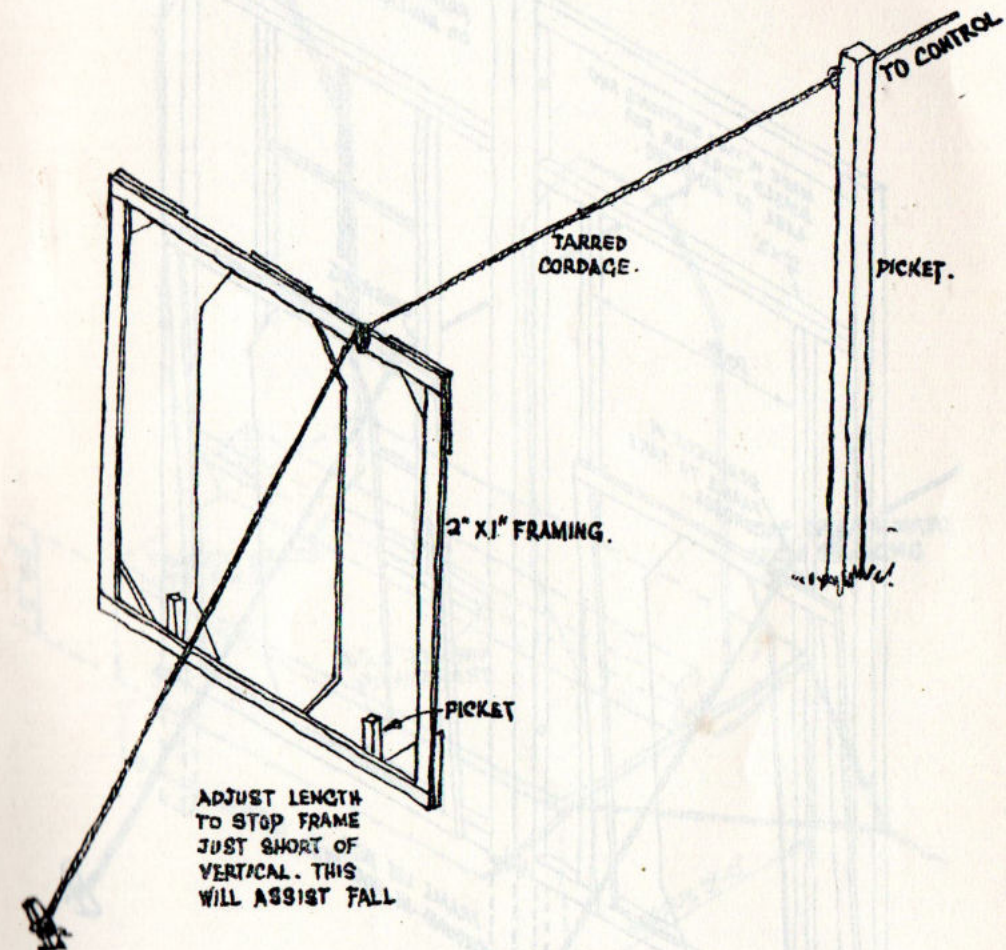 TO CONTROL
TARRED
CORDAGE.
PICKET.
2" X 1" FRAMING.
PICKET
ADJUST LENGTH
TO STOP FRAME
JUST SHORT OF
VERTICAL. THIS
WILL ASSIST FALL